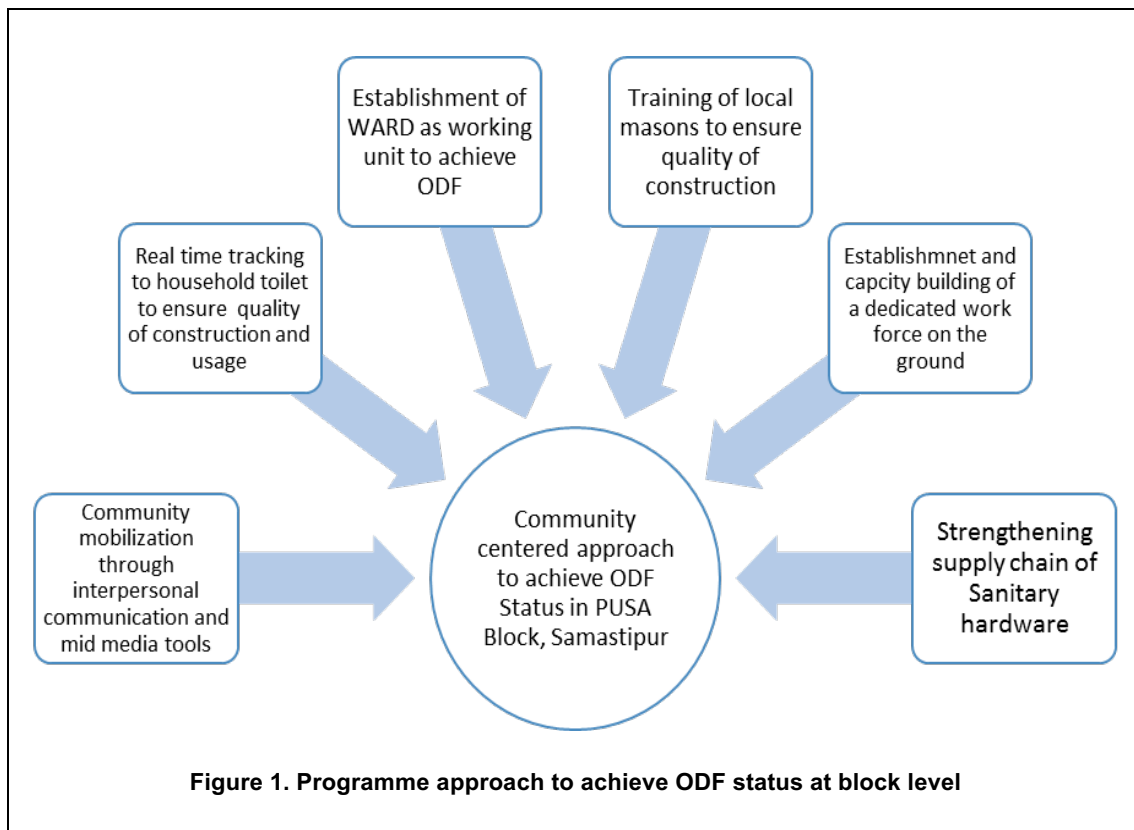 Establishment of
WARD as working
unit to achieve
ODF
Training of local
masons to ensure
quality of
construction
Real time tracking
to household toilet
to ensure quality
of construction and
usage
Establishmnet and
capcity building of
a dedicated work
force on the
ground
Community
mobilization
through
interpersonal
communication and
mid media tools
Community
centered approach
to achieve ODF
Status in PUSA
Block, Samastipur
Strengthening
supply chain of
Sanitary
hardware
Figure 1. Programme approach to achieve ODF status at block level